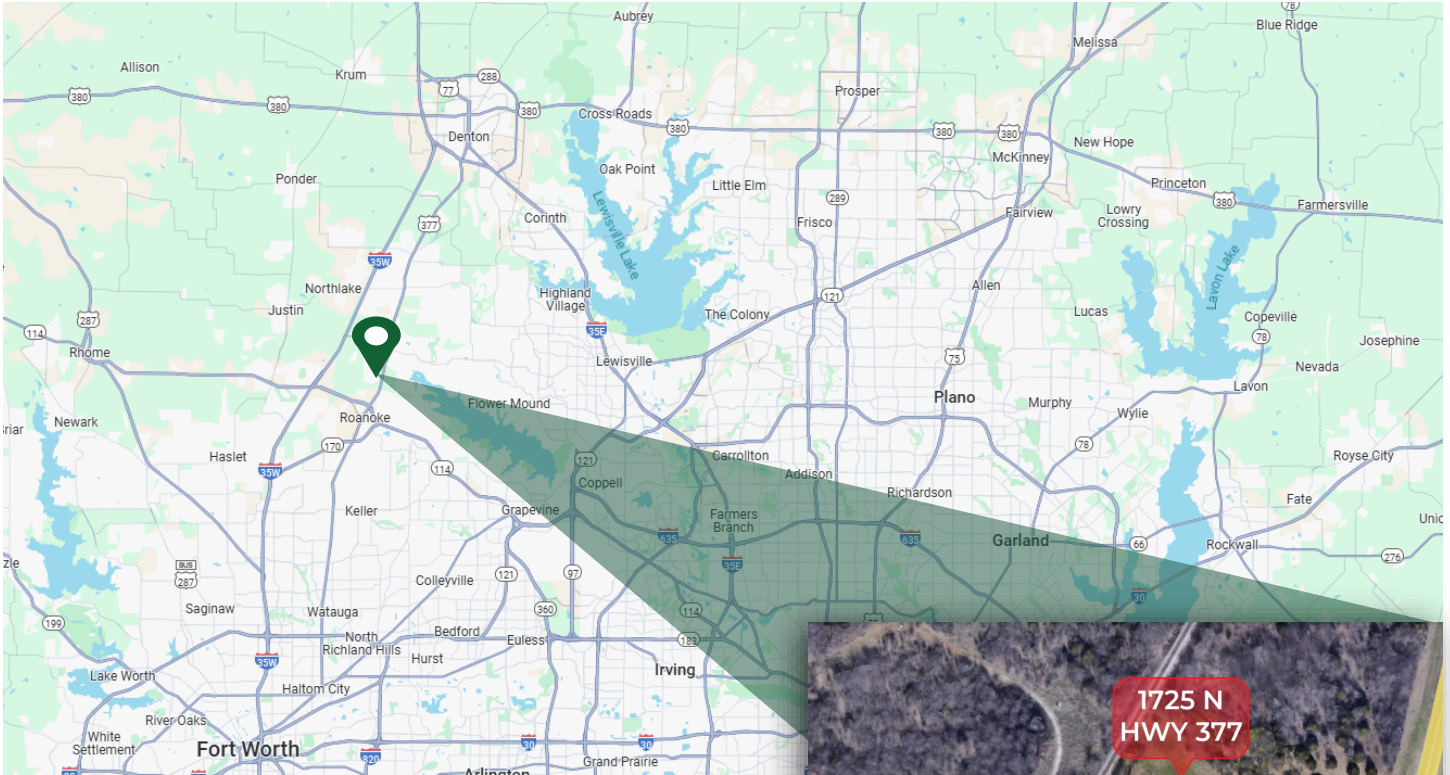 Aubrey
78
Blue Ridge
Melissa
Allison
Krum
288
77
380
380
380
Prosper
Cross Roads
380
380
380
Denton
New Hope
McKinney
Ponder
Oak Point
Little Elm
Princeton
380
Farmersville
289
Lewisville Lake
377
Corinth
Frisco
Fairview
Lowry
Crossing
35W
Lavon Lake
Northlake
Highland
Village
121
Allen
Justin
287
114
35E
The Colony
Lucas
Copeville
78
Rhome
Lewisville
75
Josephine
Nevada
Lavon
Plano
Flower Mound
Murphy
Wylie
Newark
Roanoke
170
78
Haslet
35W
114
121
Carrollton
Royse City
Addison
Coppell
Richardson
Fate
Keller
Grapevine
Farmers
Branch
635
635
Garland
66
Rockwall
276
35E
BUS
287
Colleyville
121
97
30
Saginaw
Watauga
360
114
199
North
Richland Hills
Bedford
Euless
183
35W
Hurst
Irving
Lake Worth
Haltom City
1725 N
HWY 377
River Oaks
White
Settlement
Fort Worth
820
30
30
Grand Prairie
Arlington